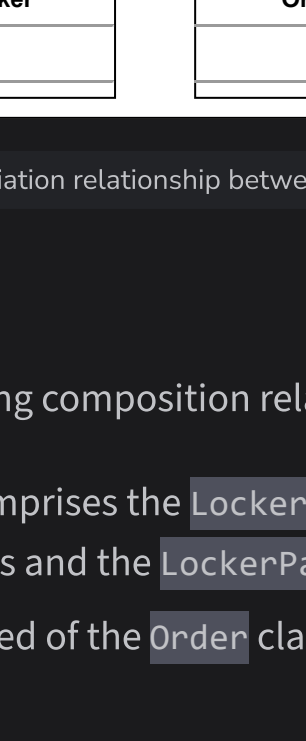 ker Or
iation relationship betwe
ng composition rela
mprises the Locker
s and the LockerPa
ed of the Order cla